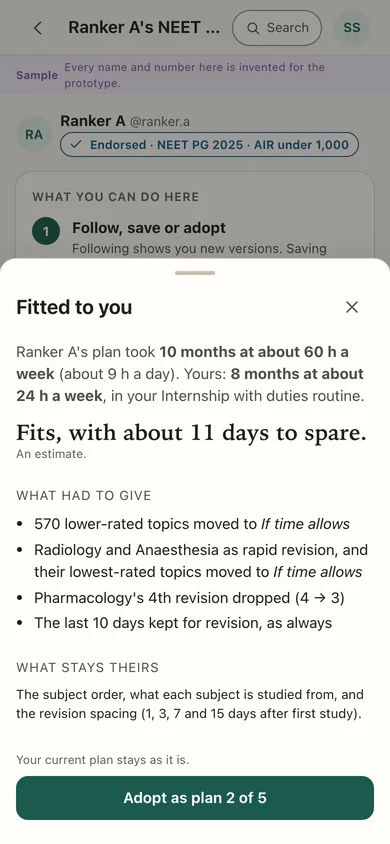 Ranker A's NEET ...
Search
SS
Sample
Every name and number here is invented for the
prototype.
RA
Ranker A @ranker.a
Endorsed · NEET PG 2025 · AIR under 1,000
WHAT YOU CAN DO HERE
1
Follow, save or adopt
Following shows you new versions. Saving
Fitted to you
Ranker A's plan took 10 months at about 60 h a
week (about 9 h a day). Yours: 8 months at about
24 h a week, in your Internship with duties routine.
Fits, with about 11 days to spare.
An estimate.
WHAT HAD TO GIVE
• 570 lower-rated topics moved to If time allows
• Radiology and Anaesthesia as rapid revision, and
their lowest-rated topics moved to If time allows
• Pharmacology's 4th revision dropped (4 → 3)
• The last 10 days kept for revision, as always
WHAT STAYS THEIRS
The subject order, what each subject is studied from, and
the revision spacing (1, 3, 7 and 15 days after first study).
Your current plan stays as it is.
Adopt as plan 2 of 5